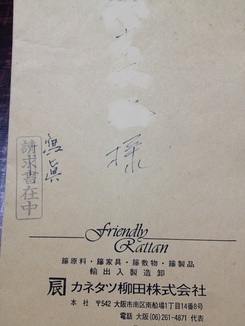 様
寫真
請求書在中
Friendly
Rattan
籐原料・籐家具・籐敷物・籐製品
輸出入製造卸
カネタツ柳田株式会社
本社 〒542 大阪市南区南船場1丁目14番8号
電話 大阪(06)261-4871 代表